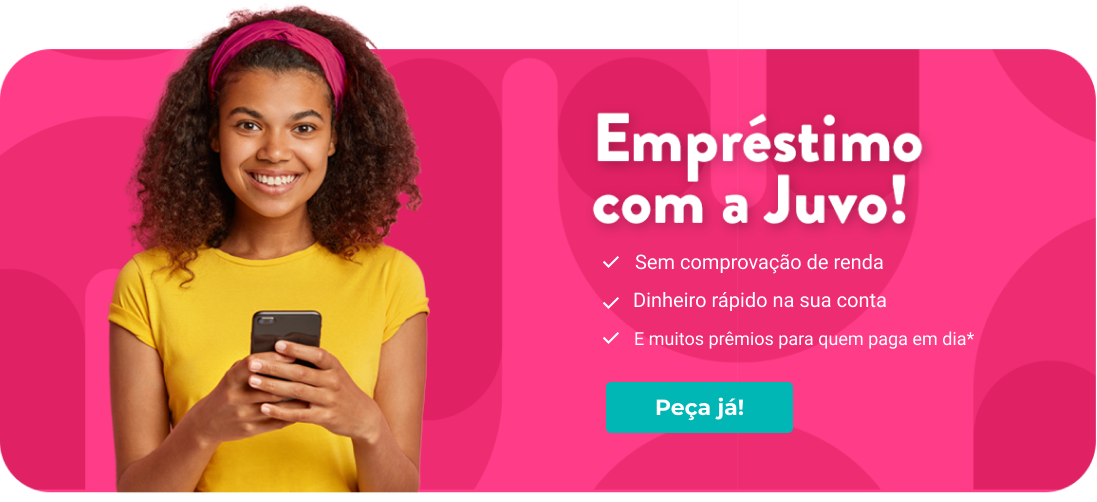 Empréstimo
com a Juvo!
Sem comprovação de renda
Dinheiro rápido na sua conta
E muitos prêmios para quem paga em dia*
Peça já!